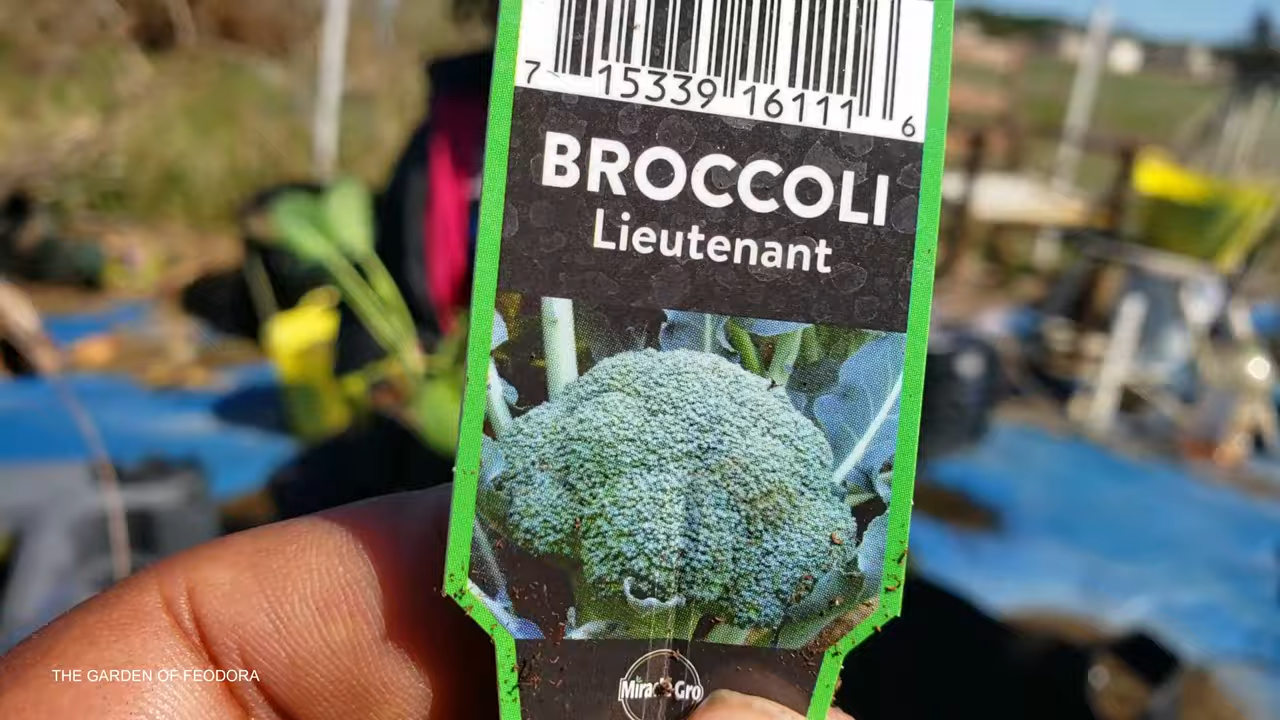 7 15339 16111 6
BROCCOLI
Lieutenant
Miracle-Gro
THE GARDEN OF FEODORA